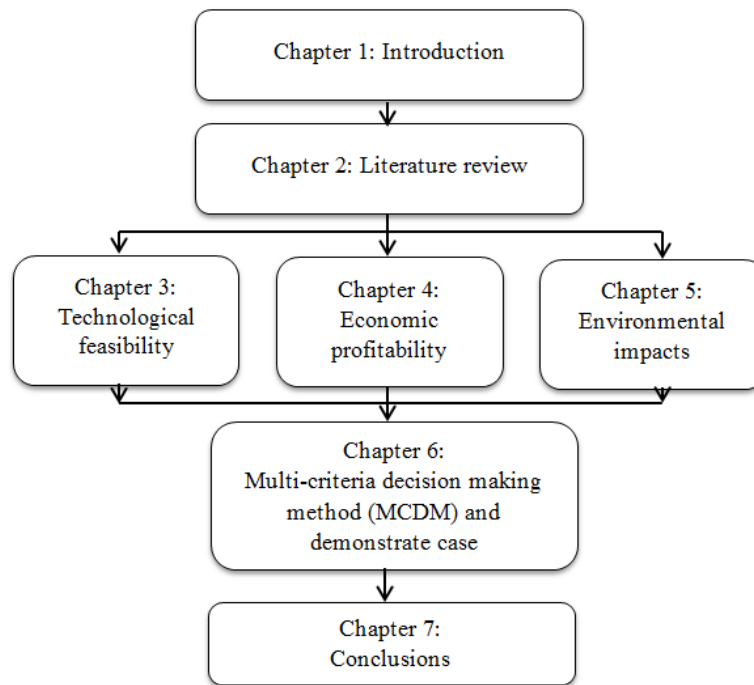 Chapter 1: Introduction
Chapter 2: Literature review
Chapter 3:
Technological
feasibility
Chapter 4:
Economic
profitability
Chapter 5:
Environmental
impacts
Chapter 6:
Multi-criteria decision making
method (MCDM) and
demonstrate case
Chapter 7:
Conclusions